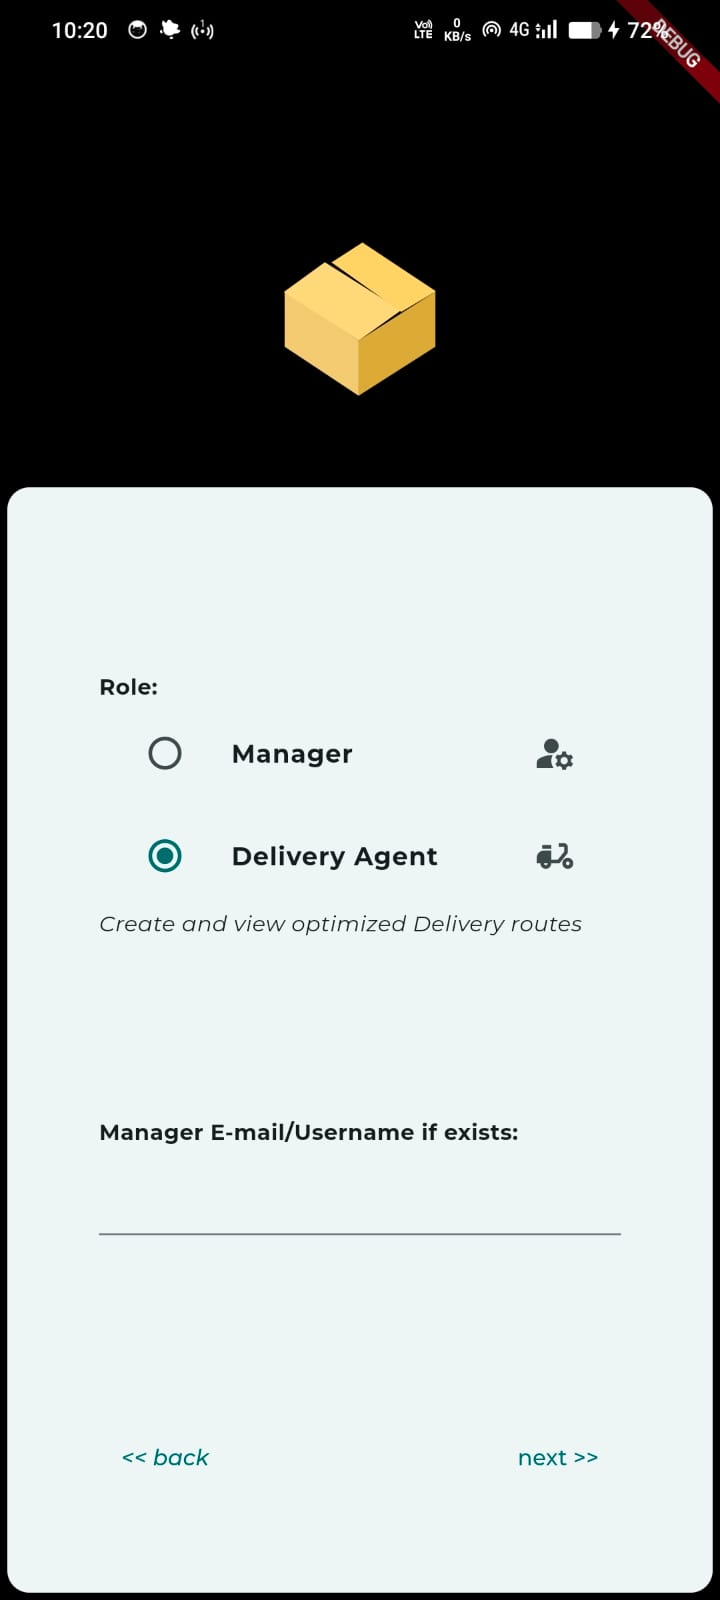 10:20
Vo)) LTE
0 KB/s
4G
72%
DEBUG
Role:
Manager
Delivery Agent
Create and view optimized Delivery routes
Manager E-mail/Username if exists:
<< back
next >>